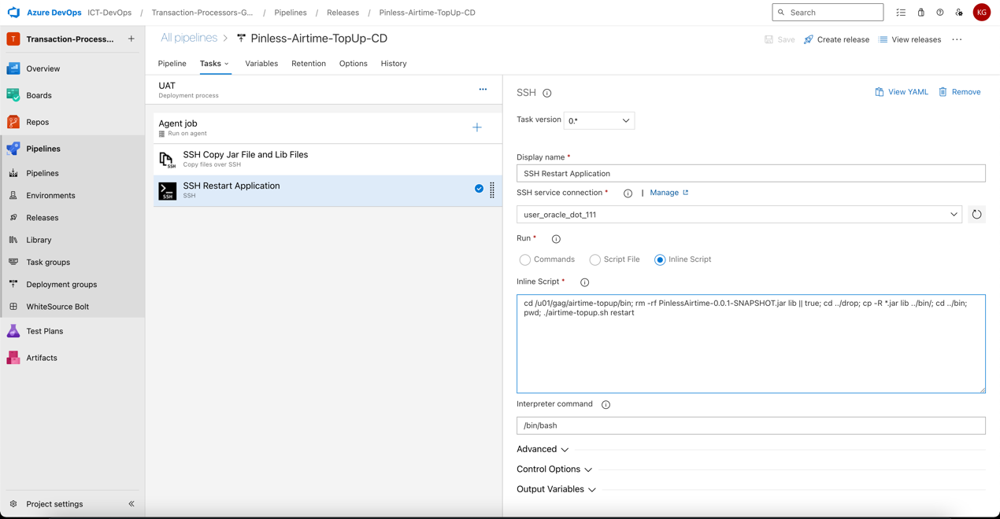 Azure DevOps ICT-DevOps / Transaction-Processors-G... / Pipelines / Releases / Pinless-Airtime-TopUp-CD
Search
KG
T Transaction-Process... +
Overview
Boards
Repos
Pipelines
Pipelines
Environments
Releases
Library
Task groups
Deployment groups
WhiteSource Bolt
Test Plans
Artifacts
Project settings
All pipelines > Pinless-Airtime-TopUp-CD
Save Create release View releases ...
Pipeline Tasks Variables Retention Options History
UAT
Deployment process
Agent job
Run on agent
SSH Copy Jar File and Lib Files
Copy files over SSH
SSH
SSH Restart Application
SSH
SSH
SSH
View YAML Remove
Task version 0.*
Display name *
SSH Restart Application
SSH service connection * | Manage
user_oracle_dot_111
Run *
Commands Script File Inline Script
Inline Script *
cd /u01/gag/airtime-topup/bin; rm -rf PinlessAirtime-0.0.1-SNAPSHOT.jar lib || true; cd ../drop; cp -R *.jar lib ../bin/; cd ../bin;
pwd; ./airtime-topup.sh restart
Interpreter command
/bin/bash
Advanced
Control Options
Output Variables